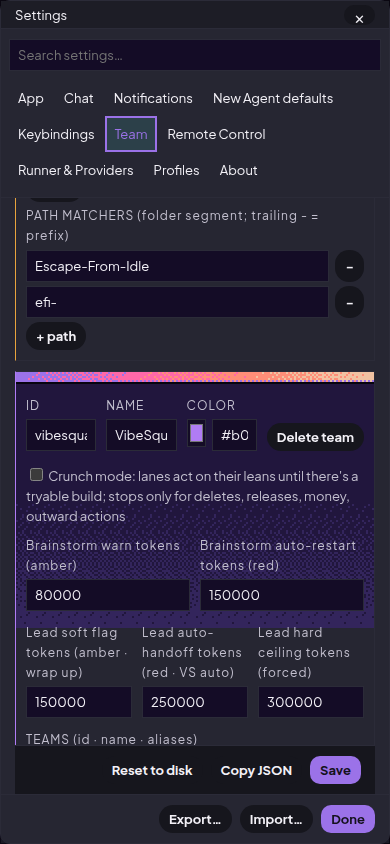 Settings
×
Search settings...
App Chat Notifications New Agent defaults
Keybindings Team Remote Control
Runner & Providers Profiles About
PATH MATCHERS (folder segment; trailing - =
prefix)
Escape-From-Idle -
efi- -
+ path
ID NAME COLOR
vibesqua VibeSqu #b0 Delete team
Crunch mode: lanes act on their leans until there's a
tryable build; stops only for deletes, releases, money,
outward actions
Brainstorm warn tokens
(amber)
80000
Brainstorm auto-restart
tokens (red)
150000
Lead soft flag
tokens (amber ·
wrap up)
150000
Lead auto-
handoff tokens
(red · VS auto)
250000
Lead hard
ceiling tokens
(forced)
300000
TEAMS (id · name · aliases)
Reset to disk Copy JSON Save
Export... Import... Done